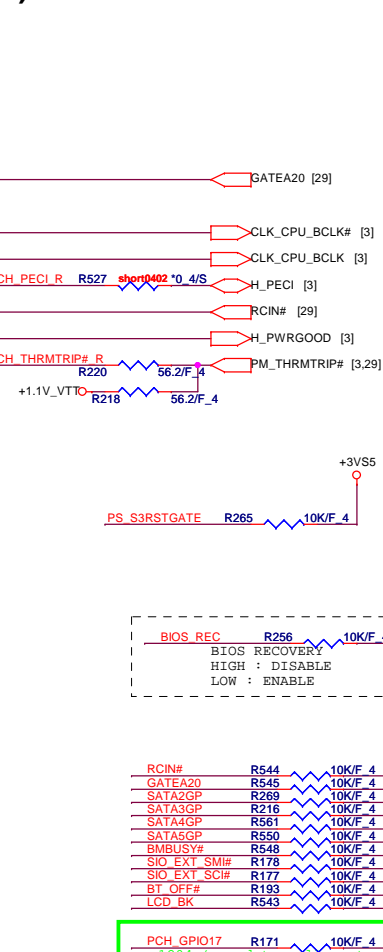 GATEA20 [29]
CLK_CPU_BCLK# [3]
CLK_CPU_BCLK [3]
CH_PECI_R R527 short0402 *0_4/S H_PECI [3]
RCIN# [29]
H_PWRGOOD [3]
CH_THRMTRIP#_R R220 56.2/F_4 PM_THRMTRIP# [3,29]
+1.1V_VTT R218 56.2/F_4
+3VS5
PS_S3RSTGATE R265 10K/F_4
BIOS_REC R256 10K/F_4
BIOS RECOVERY
HIGH : DISABLE
LOW : ENABLE
RCIN# R544 10K/F_4
GATEA20 R545 10K/F_4
SATA2GP R269 10K/F_4
SATA3GP R216 10K/F_4
SATA4GP R561 10K/F_4
SATA5GP R550 10K/F_4
BMBUSY# R548 10K/F_4
SIO_EXT_SMI# R178 10K/F_4
SIO_EXT_SCI# R177 10K/F_4
BT_OFF# R193 10K/F_4
LCD_BK R543 10K/F_4
PCH_GPIO17 R171 10K/F_4